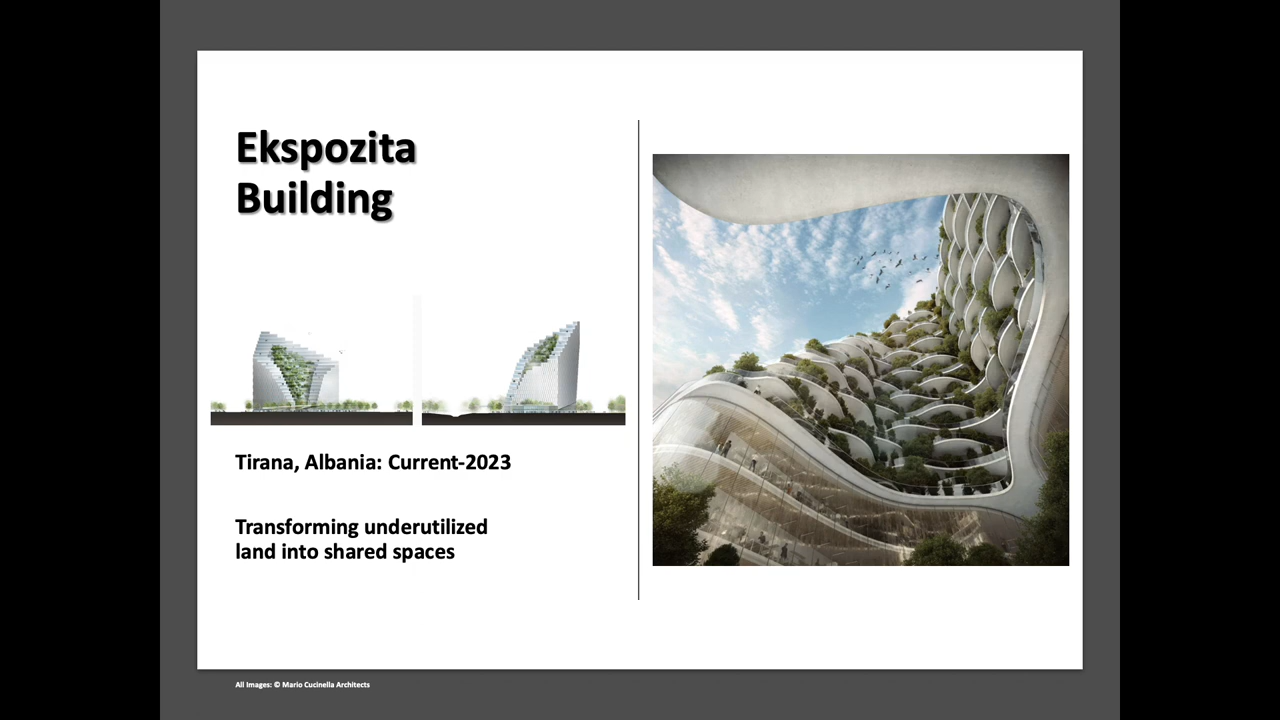 Ekspozita
Building
Tirana, Albania: Current-2023
Transforming underutilized
land into shared spaces
All Images: © Mario Cucinella Architects